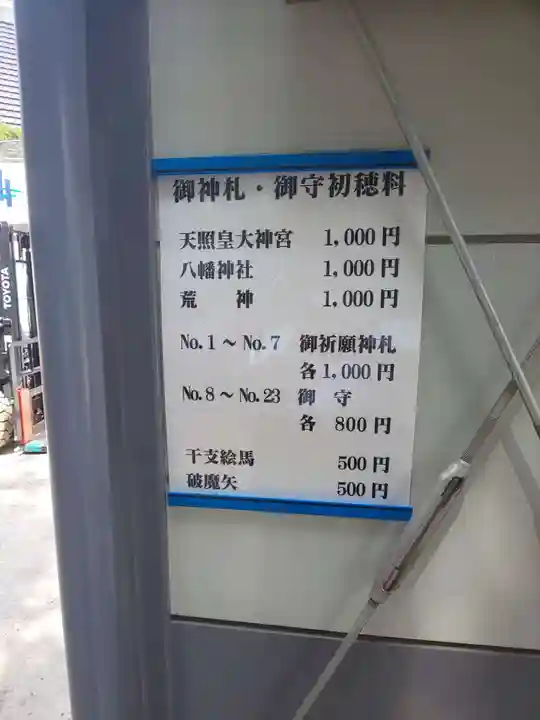 御神札・御守初穂料
天照皇大神宮 1,000円
八幡神社 1,000円
荒 神 1,000円
No.1～No.7 御祈願神札
各1,000円
No.8～No.23 御 守
各 800円
干支絵馬 500円
破魔矢 500円
TOYOTA